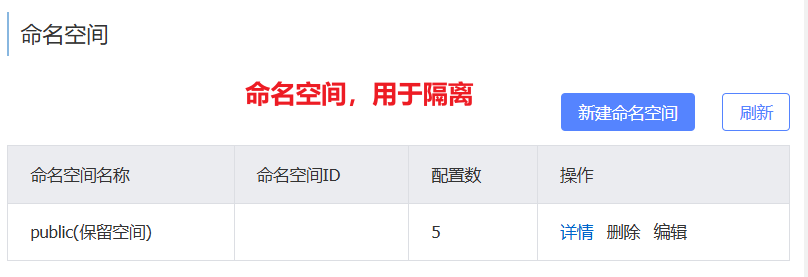 命名空间
命名空间，用于隔离
新建命名空间 刷新
命名空间名称 命名空间ID 配置数 操作
public(保留空间) 5 详情 删除 编辑